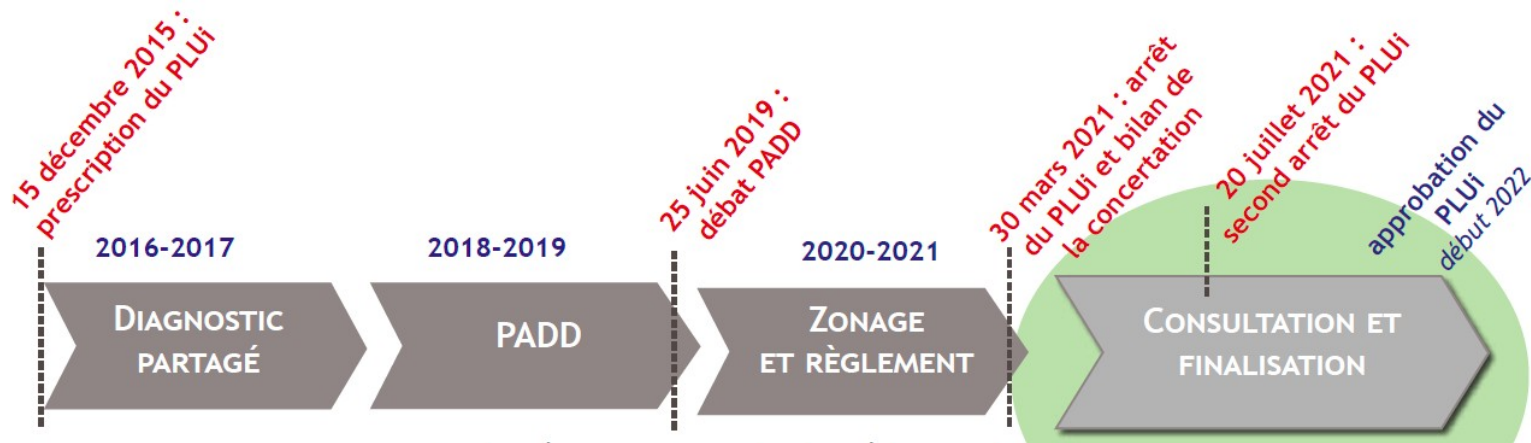 15 décembre 2015 :
prescription du PLUi
25 juin 2019 :
débat PADD
30 mars 2021 : arrêt
du PLUi et bilan de
la concertation
20 juillet 2021 :
second arrêt du PLUi
approbation du
PLUi
début 2022
2016-2017
2018-2019
2020-2021
DIAGNOSTIC
PARTAGÉ
PADD
ZONAGE
ET RÈGLEMENT
CONSULTATION ET
FINALISATION